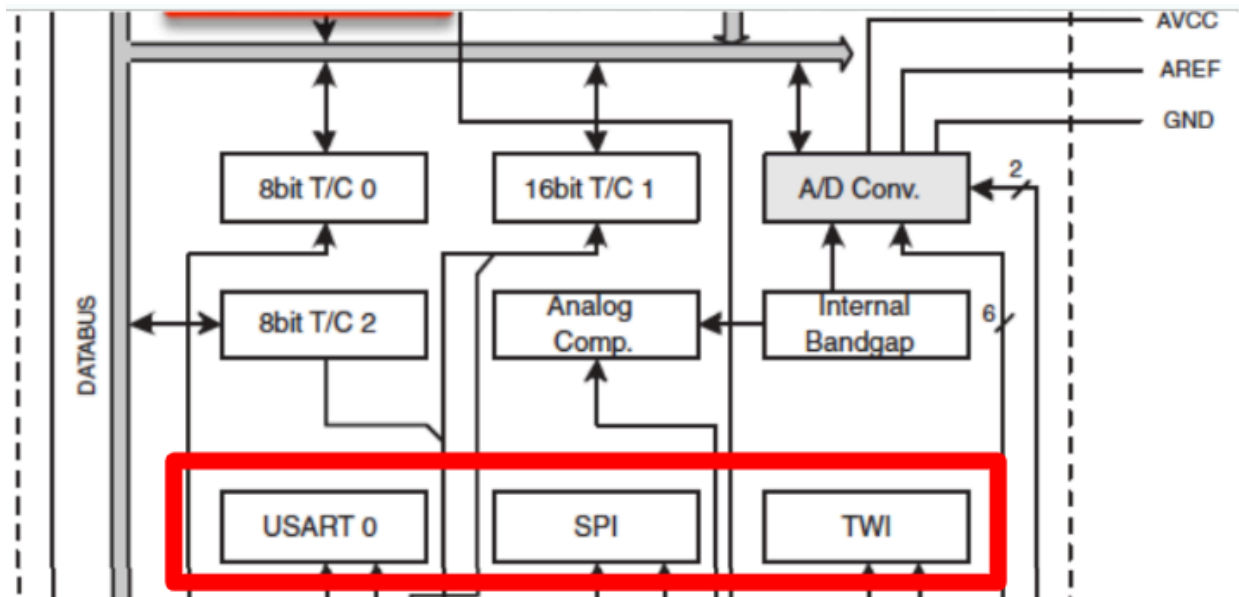 AVCC
AREF
GND
2
8bit T/C 0
16bit T/C 1
A/D Conv.
DATABUS
8bit T/C 2
Analog
Comp.
Internal
Bandgap
6
USART 0
SPI
TWI